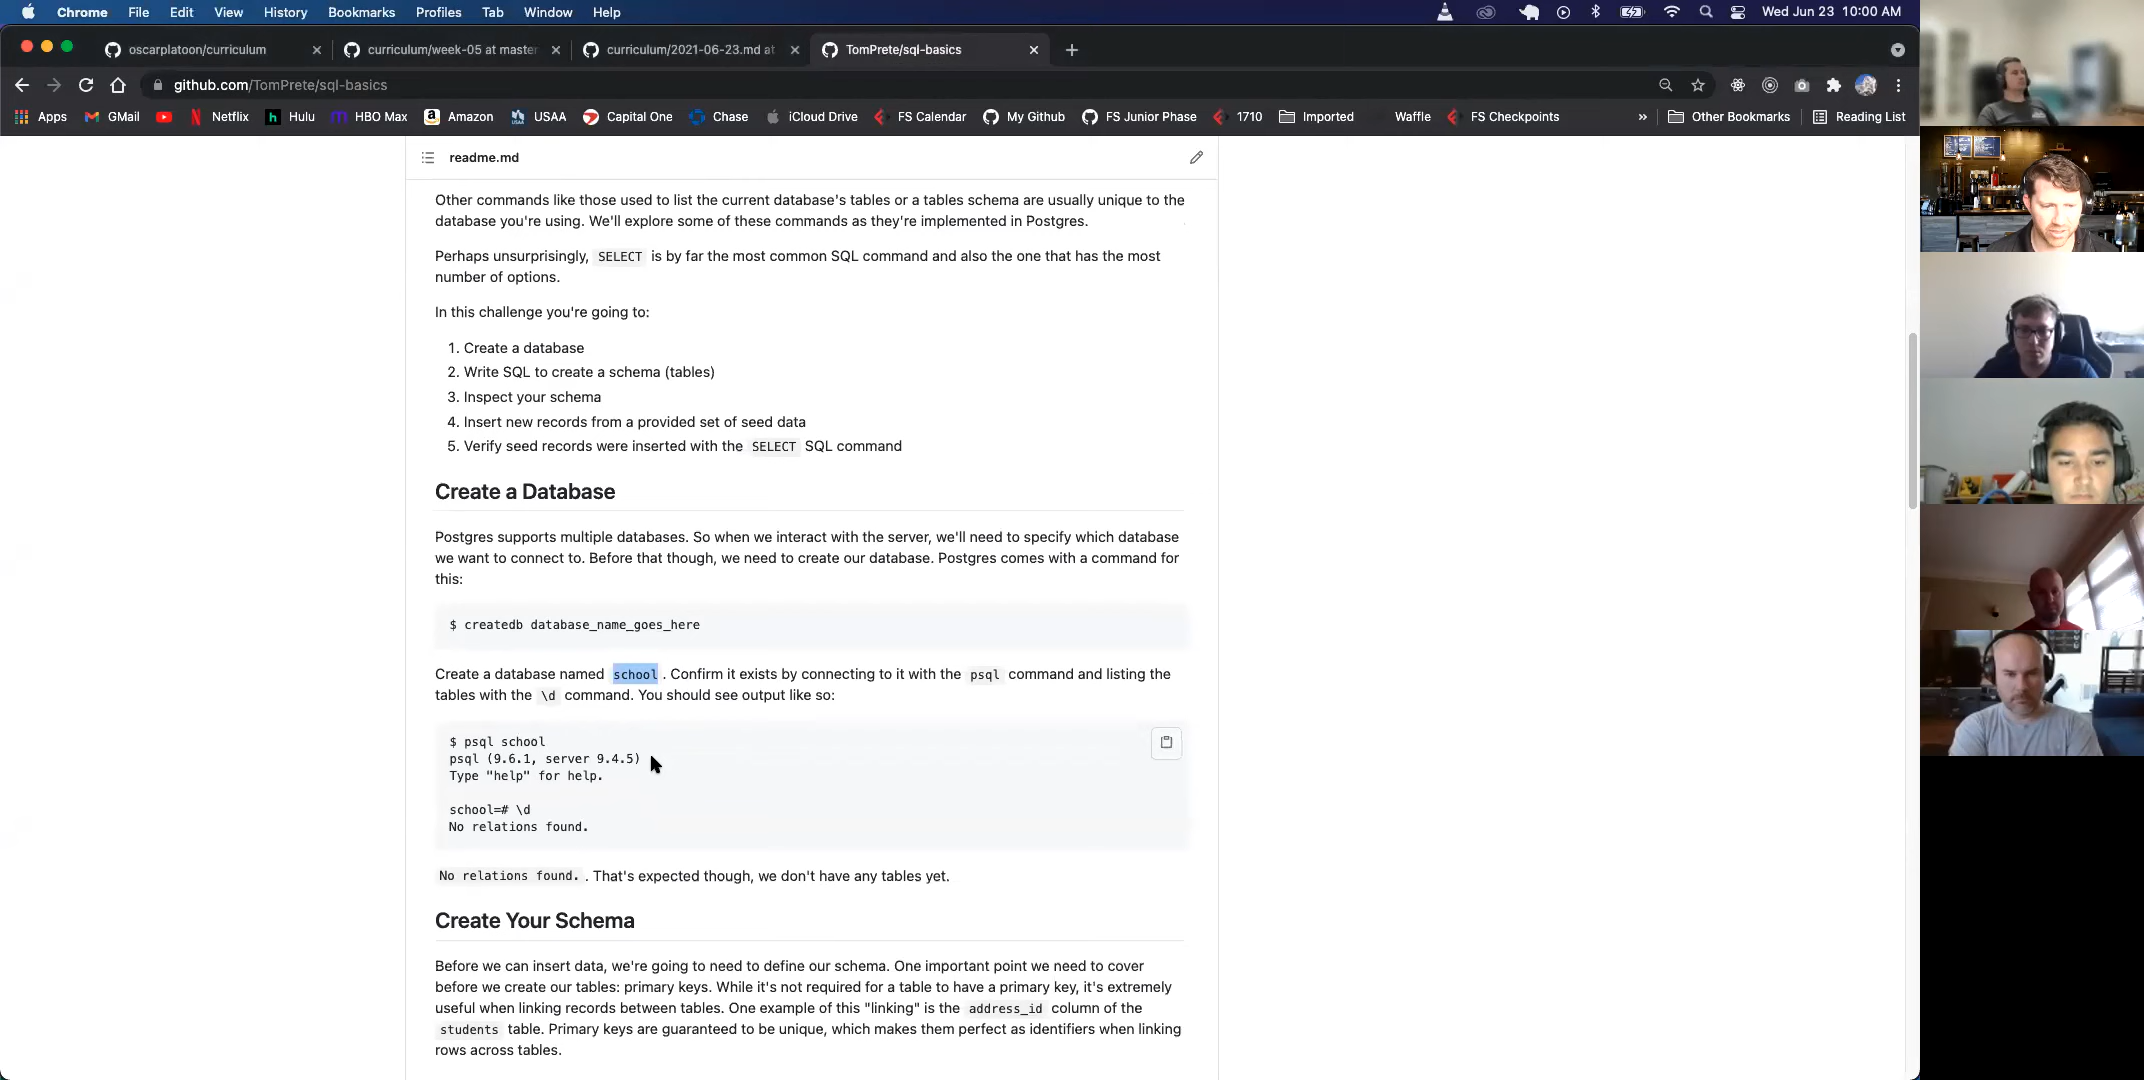 Chrome File Edit View History Bookmarks Profiles Tab Window Help Wed Jun 23 10:00 AM
oscarplatoon/curriculum curriculum/week-05 at master curriculum/2021-06-23.md at TomPrete/sql-basics
github.com/TomPrete/sql-basics
Apps GMail Netflix h Hulu HBO Max Amazon USAA Capital One Chase iCloud Drive FS Calendar My Github FS Junior Phase 1710 Imported Waffle FS Checkpoints » Other Bookmarks Reading List
readme.md
Other commands like those used to list the current database's tables or a tables schema are usually unique to the
database you're using. We'll explore some of these commands as they're implemented in Postgres.
Perhaps unsurprisingly, SELECT is by far the most common SQL command and also the one that has the most
number of options.
In this challenge you're going to:
1. Create a database
2. Write SQL to create a schema (tables)
3. Inspect your schema
4. Insert new records from a provided set of seed data
5. Verify seed records were inserted with the SELECT SQL command
Create a Database
Postgres supports multiple databases. So when we interact with the server, we'll need to specify which database
we want to connect to. Before that though, we need to create our database. Postgres comes with a command for
this:
$ createdb database_name_goes_here
Create a database named school . Confirm it exists by connecting to it with the psql command and listing the
tables with the \d command. You should see output like so:
$ psql school
psql (9.6.1, server 9.4.5)
Type "help" for help.
school=# \d
No relations found.
No relations found. . That's expected though, we don't have any tables yet.
Create Your Schema
Before we can insert data, we're going to need to define our schema. One important point we need to cover
before we create our tables: primary keys. While it's not required for a table to have a primary key, it's extremely
useful when linking records between tables. One example of this "linking" is the address_id column of the
students table. Primary keys are guaranteed to be unique, which makes them perfect as identifiers when linking
rows across tables.